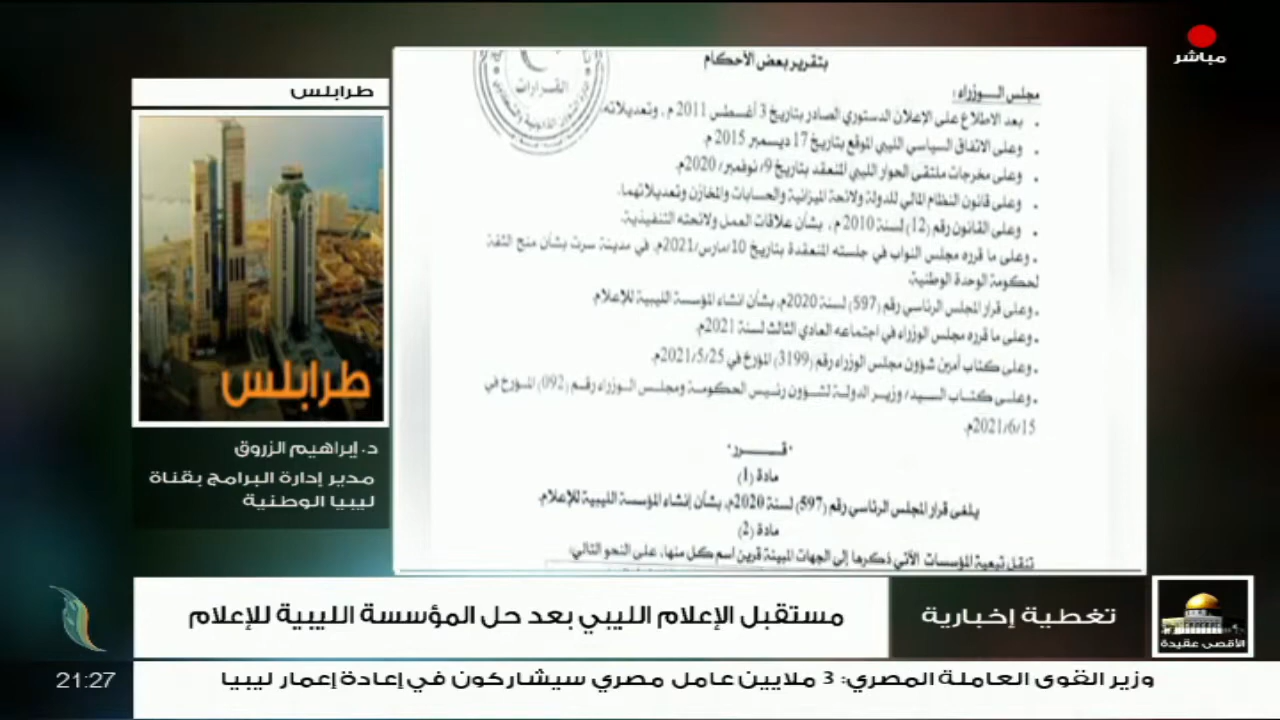 مباشر
طرابلس
طرابلس
د. إبراهيم الزروق
مدير إدارة البرامج بقناة
ليبيا الوطنية
القرارات
بتقرير بعض الأحكام
مجلس الوزراء :
بعد الاطلاع على الإعلان الدستوري الصادر بتاريخ 3 أغسطس 2011 م ، وتعديلاته
وعلى الاتفاق السياسي الليبي الموقع بتاريخ 17 ديسمبر 2015 م.
وعلى مخرجات ملتقى الحوار الليبي المنعقد بتاريخ 9/ نوفمبر/ 2020م.
وعلى قانون النظام المالي للدولة ولائحة الميزانية والحسابات والمخازن وتعديلاتهما.
وعلى القانون رقم (12) لسنة 2010 م ، بشأن علاقات العمل ولائحته التنفيذية.
وعلى ما قرره مجلس النواب في جلسته المنعقدة بتاريخ 10/مارس/2021م، في مدينة سرت بشأن منح الثقة
لحكومة الوحدة الوطنية.
وعلى قرار المجلس الرئاسي رقم (597) لسنة 2020م، بشأن انشاء المؤسسة الليبية للإعلام.
وعلى ما قرره مجلس الوزراء في اجتماعه العادي الثالث لسنة 2021م.
وعلى كتاب أمين شؤون مجلس الوزراء رقم (3199) المؤرخ في 2021/5/25م.
وعلى كتاب السيد/ وزير الدولة لشؤون رئيس الحكومة ومجلس الوزراء رقم (092) المؤرخ في
2021/6/15م.
"قـــرر"
مادة (1)
يلغى قرار المجلس الرئاسي رقم (597) لسنة 2020م، بشأن إنشاء المؤسسة الليبية للإعلام.
مادة (2)
تنقل تبعية المؤسسات الآتي ذكرها إلى الجهات المبينة قرين اسم كل منها، على النحو التالي:
الأقصى عقيدة
تغطية إخبارية
مستقبل الإعلام الليبي بعد حل المؤسسة الليبية للإعلام
وزير القوى العاملة المصري: 3 ملايين عامل مصري سيشاركون في إعادة إعمار ليبيا
21:27